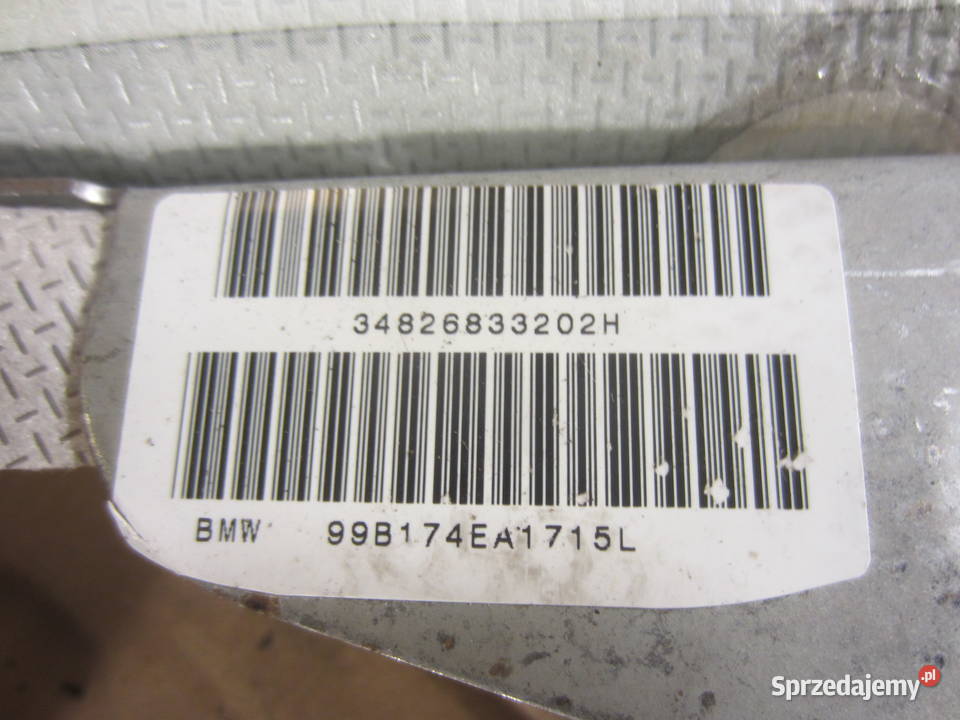 34826833202H
BMW 99B174EA1715L
Sprzedajemy.pl